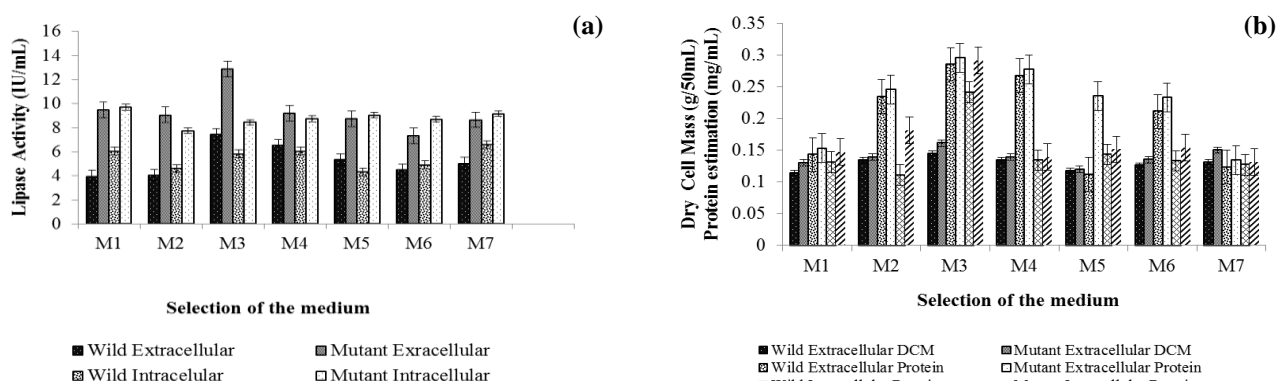 (a)
Lipase Activity (IU/mL)
16
14
12
10
8
6
4
2
0
M1 M2 M3 M4 M5 M6 M7
Selection of the medium
Wild Extracellular Mutant Exracellular
Wild Intracelular Mutant Intracellular
(b)
Dry Cell Mass (g/50mL)
Protein estimation (mg/mL)
0.35
0.3
0.25
0.2
0.15
0.1
0.05
0
M1 M2 M3 M4 M5 M6 M7
Selection of the medium
Wild Extracellular DCM Mutant Extracellular DCM
Wild Extracellular Protein Mutant Extracellular Protein